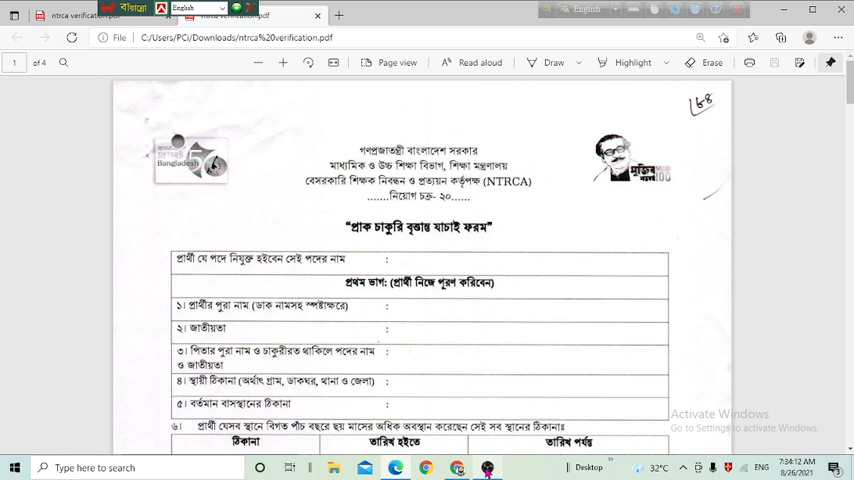 ntrca verification.pdf
বাংলা
English
ntrca verification.pdf
English
File C:/Users/PCi/Downloads/ntrca%20verification.pdf
1 of 4
Page view
Read aloud
Draw
Highlight
Erase
Bangladesh
গণপ্রজাতন্ত্রী বাংলাদেশ সরকার
মাধ্যমিক ও উচ্চ শিক্ষা বিভাগ, শিক্ষা মন্ত্রণালয়
বেসরকারি শিক্ষক নিবন্ধন ও প্রত্যয়ন কর্তৃপক্ষ (NTRCA)
.......নিয়োগ চক্র- ২০......
মুজিব
100
“প্রাক চাকুরি বৃত্তান্ত যাচাই ফরম”
প্রার্থী যে পদে নিযুক্ত হইবেন সেই পদের নাম :
প্রথম ভাগ: (প্রার্থী নিজে পূরণ করিবেন)
১। প্রার্থীর পুরা নাম (ডাক নামসহ স্পষ্টাক্ষরে) :
২। জাতীয়তা :
৩। পিতার পুরা নাম ও চাকুরীরত থাকিলে পদের নাম :
ও জাতীয়তা
৪। স্থায়ী ঠিকানা (অর্থাৎ গ্রাম, ডাকঘর, থানা ও জেলা) :
৫। বর্তমান বাসস্থানের ঠিকানা :
৬। প্রার্থী যেসব স্থানে বিগত পাঁচ বছরে ছয় মাসের অধিক অবস্থান করেছেন সেই সব স্থানের ঠিকানাঃ
ঠিকানা তারিখ হইতে তারিখ পর্যন্ত
Activate Windows
Go to Settings to activate Windows.
Type here to search
Desktop
32°C
ENG
7:34:12 AM
8/26/2021